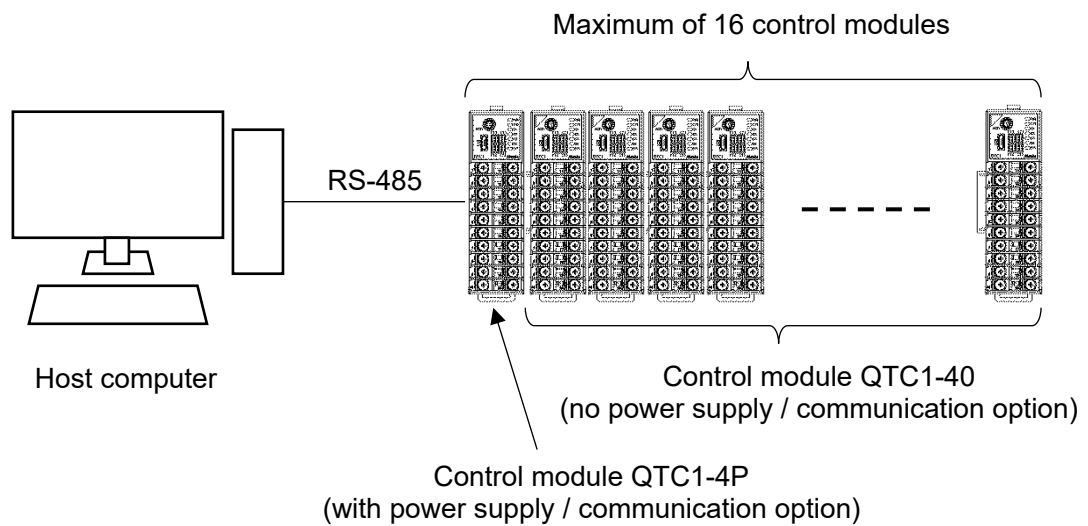 Maximum of 16 control modules
RS-485
Host computer
Control module QTC1-40
(no power supply / communication option)
Control module QTC1-4P
(with power supply / communication option)